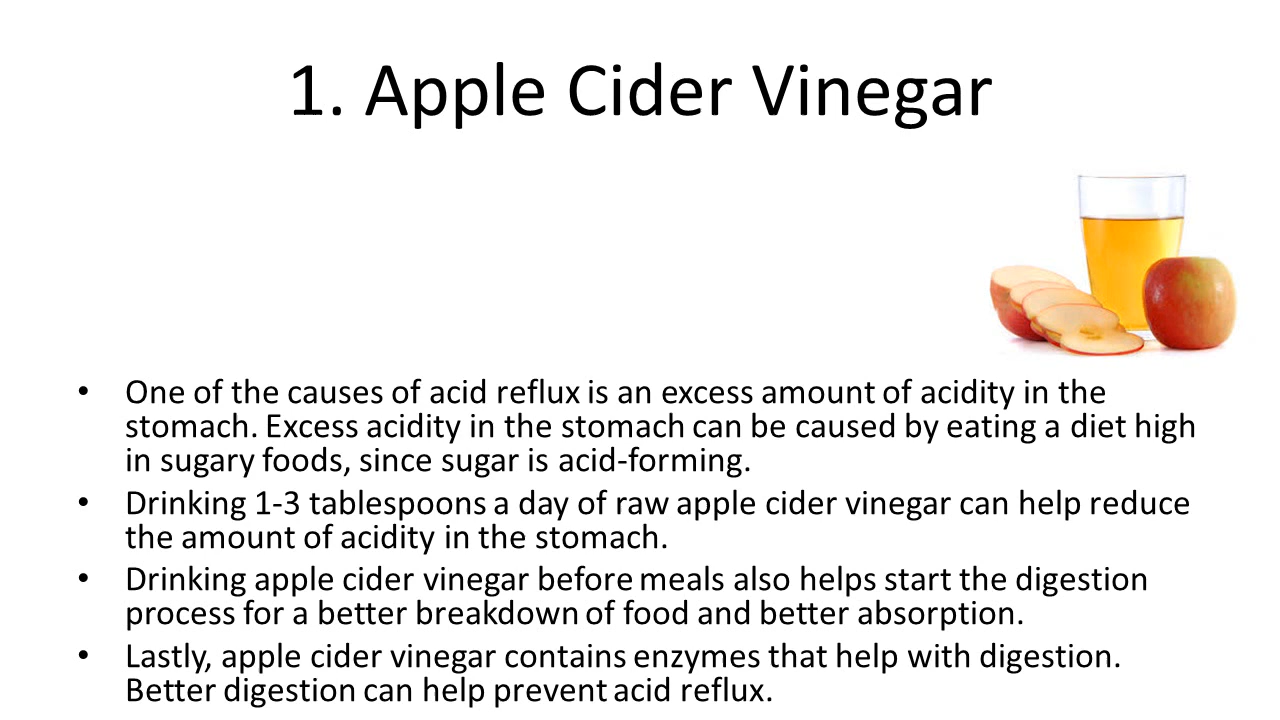 1. Apple Cider Vinegar
• One of the causes of acid reflux is an excess amount of acidity in the
stomach. Excess acidity in the stomach can be caused by eating a diet high
in sugary foods, since sugar is acid-forming.
• Drinking 1-3 tablespoons a day of raw apple cider vinegar can help reduce
the amount of acidity in the stomach.
• Drinking apple cider vinegar before meals also helps start the digestion
process for a better breakdown of food and better absorption.
• Lastly, apple cider vinegar contains enzymes that help with digestion.
Better digestion can help prevent acid reflux.